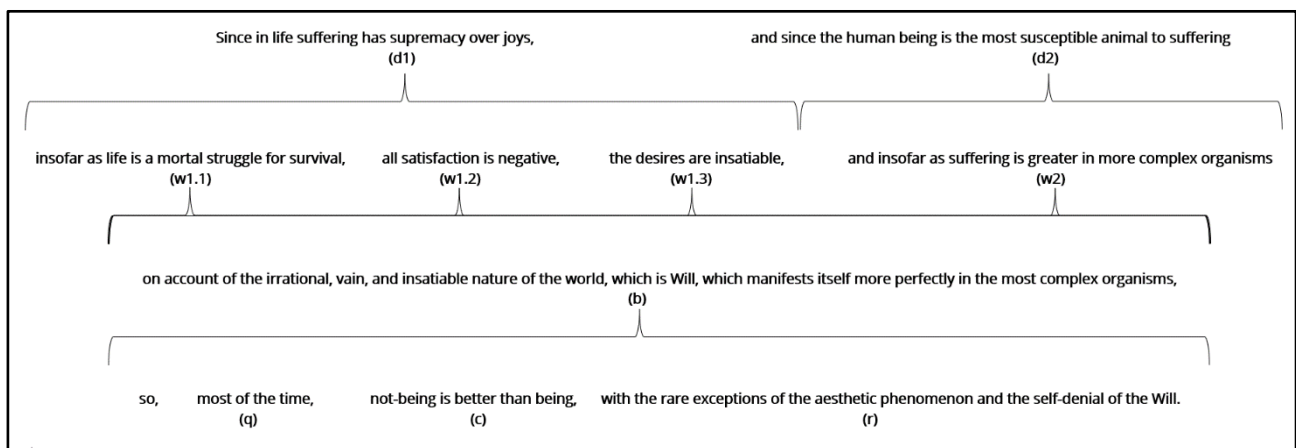 Since in life suffering has supremacy over joys,
(d1)
and since the human being is the most susceptible animal to suffering
(d2)
insofar as life is a mortal struggle for survival,
(w1.1)
all satisfaction is negative,
(w1.2)
the desires are insatiable,
(w1.3)
and insofar as suffering is greater in more complex organisms
(w2)
on account of the irrational, vain, and insatiable nature of the world, which is Will, which manifests itself more perfectly in the most complex organisms,
(b)
so,
most of the time,
(q)
not-being is better than being,
(c)
with the rare exceptions of the aesthetic phenomenon and the self-denial of the Will.
(r)